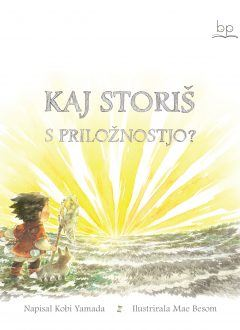 bp
KAJ STORIŠ
S PRILOŽNOSTJO?
Napisal Kobi Yamada Ilustrirala Mae Besom